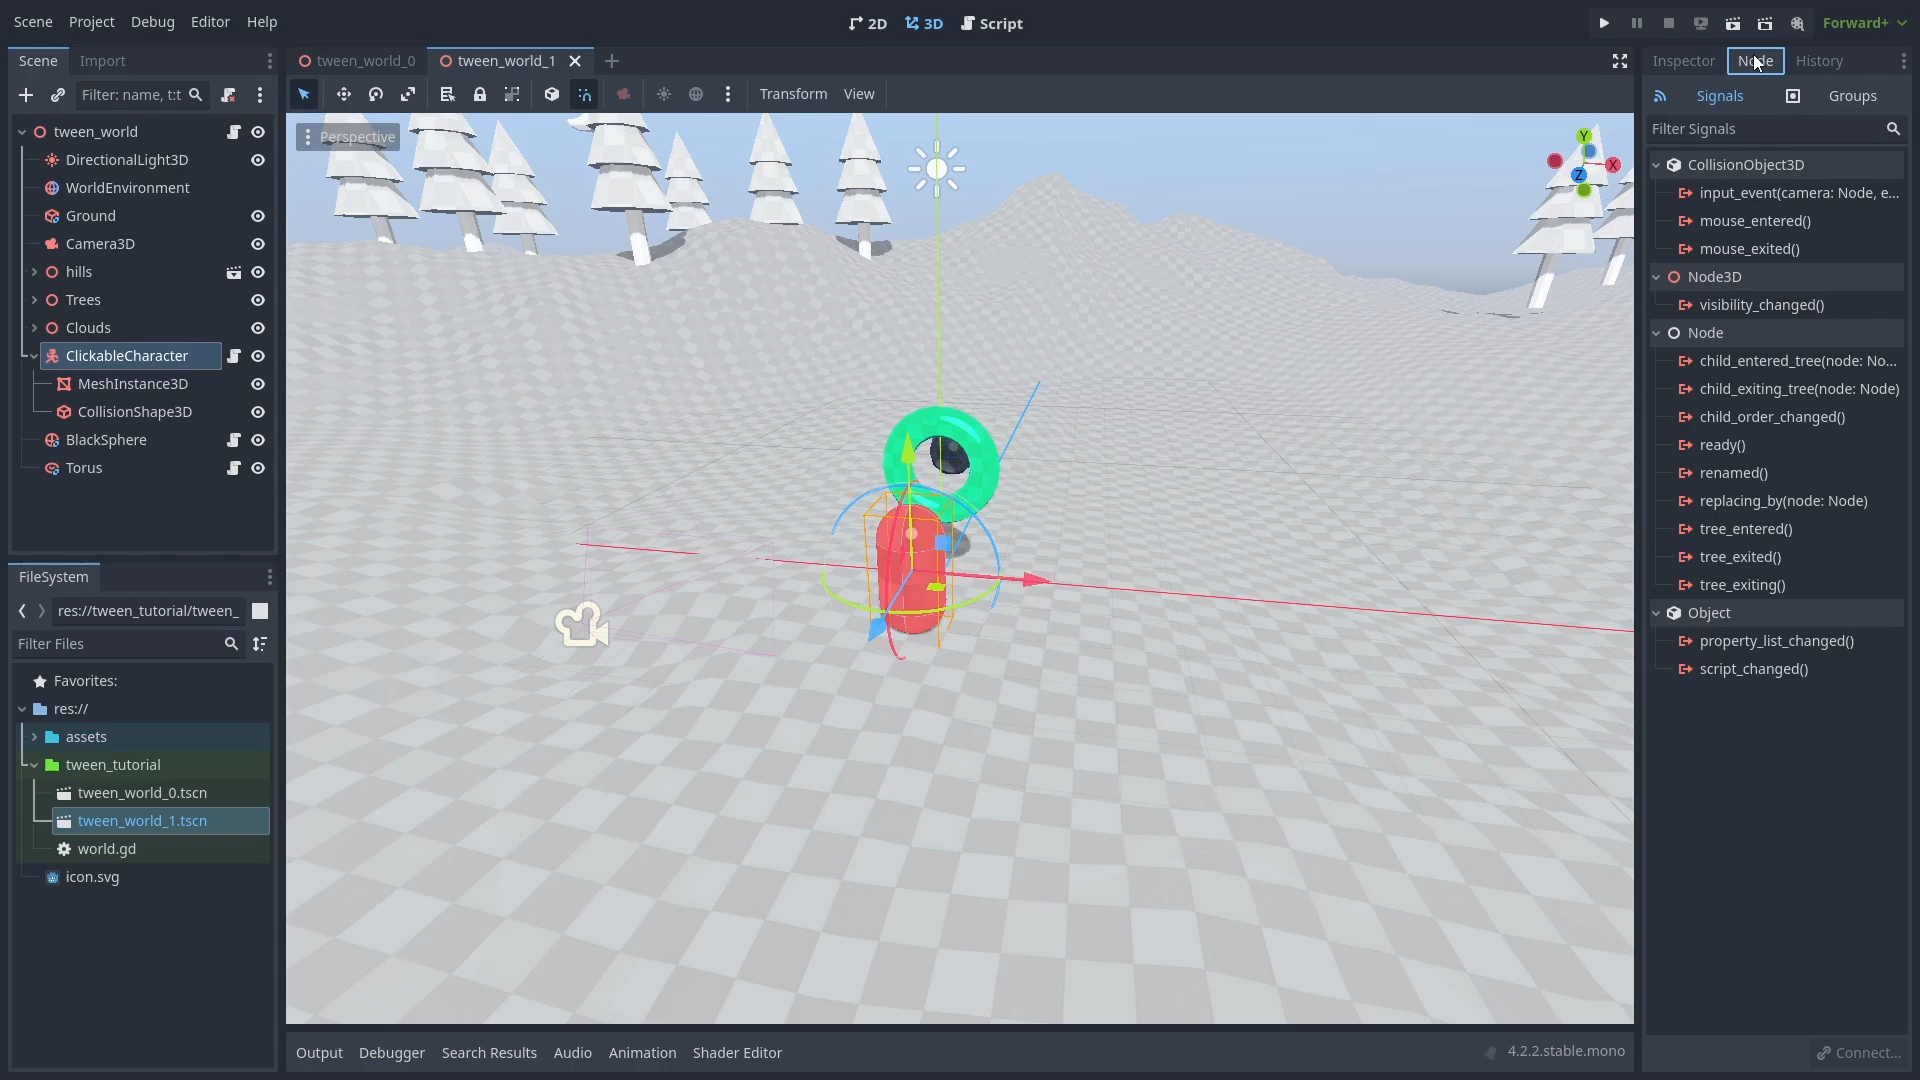 Scene Project Debug Editor Help
2D 3D Script
Forward+
Scene Import
Filter: name, t:t
tween_world
DirectionalLight3D
WorldEnvironment
Ground
Camera3D
hills
Trees
Clouds
ClickableCharacter
MeshInstance3D
CollisionShape3D
BlackSphere
Torus
FileSystem
res://tween_tutorial/tween_
Filter Files
Favorites:
res://
assets
tween_tutorial
tween_world_0.tscn
tween_world_1.tscn
world.gd
icon.svg
tween_world_0 tween_world_1
Transform View
Perspective
Y
X
Z
Output Debugger Search Results Audio Animation Shader Editor
4.2.2.stable.mono
Inspector Node History
Signals Groups
Filter Signals
CollisionObject3D
input_event(camera: Node, e...
mouse_entered()
mouse_exited()
Node3D
visibility_changed()
Node
child_entered_tree(node: No...
child_exiting_tree(node: Node)
child_order_changed()
ready()
renamed()
replacing_by(node: Node)
tree_entered()
tree_exited()
tree_exiting()
Object
property_list_changed()
script_changed()
Connect...